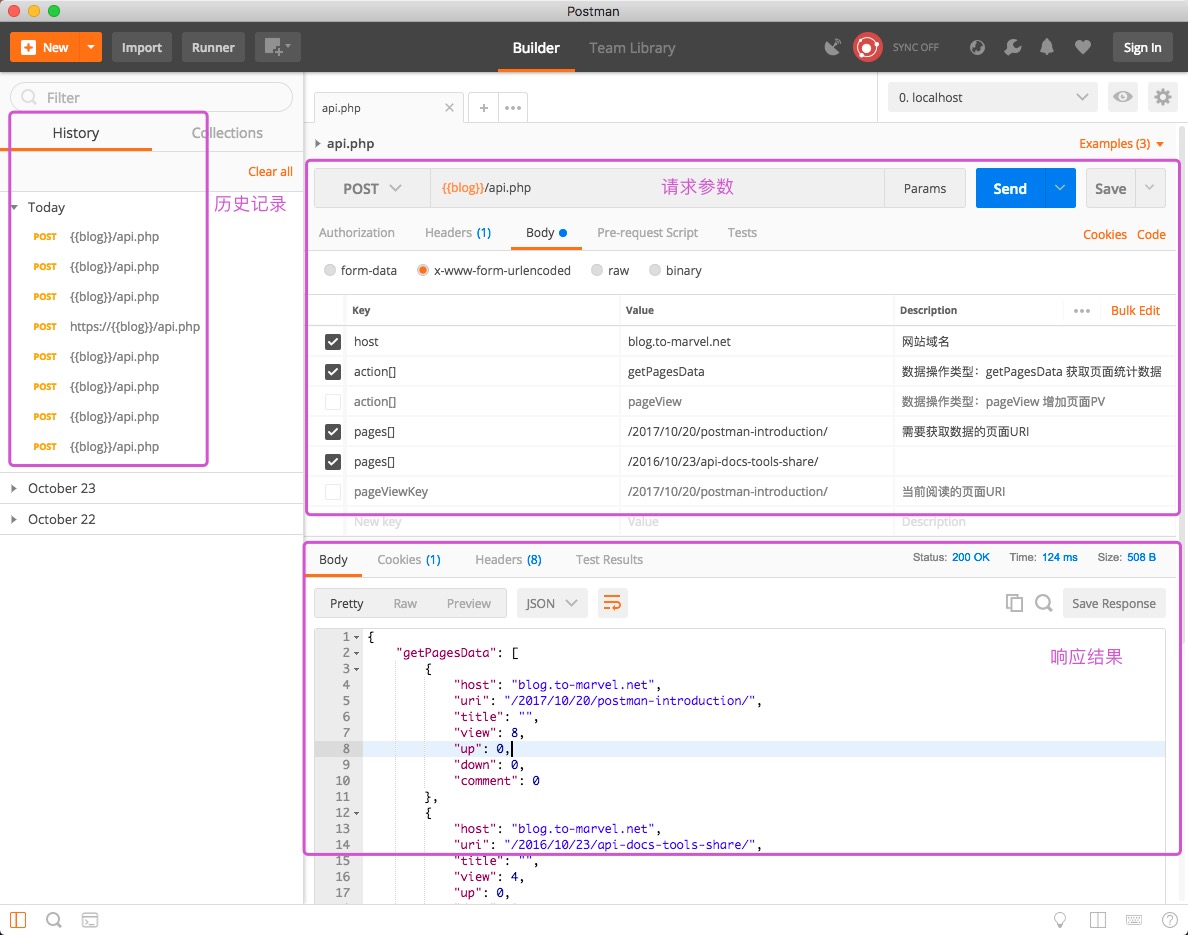 Postman
New
Import
Runner
Builder
Team Library
SYNC OFF
Sign In
Filter
History
Collections
Clear all
Today
历史记录
POST {{blog}}/api.php
POST {{blog}}/api.php
POST {{blog}}/api.php
POST https://{{blog}}/api.php
POST {{blog}}/api.php
POST {{blog}}/api.php
POST {{blog}}/api.php
POST {{blog}}/api.php
October 23
October 22
api.php
0. localhost
api.php
Examples (3)
POST {{blog}}/api.php 请求参数 Params Send Save
Authorization Headers (1) Body Pre-request Script Tests Cookies Code
form-data x-www-form-urlencoded raw binary
Key Value Description Bulk Edit
host blog.to-marvel.net 网站域名
action[] getPagesData 数据操作类型：getPagesData 获取页面统计数据
action[] pageView 数据操作类型：pageView 增加页面PV
pages[] /2017/10/20/postman-introduction/ 需要获取数据的页面URI
pages[] /2016/10/23/api-docs-tools-share/
pageViewKey /2017/10/20/postman-introduction/ 当前阅读的页面URI
New key Value Description
Body Cookies (1) Headers (8) Test Results Status: 200 OK Time: 124 ms Size: 508 B
Pretty Raw Preview JSON Save Response
响应结果
1 {
2 "getPagesData": [
3 {
4 "host": "blog.to-marvel.net",
5 "uri": "/2017/10/20/postman-introduction/",
6 "title": "",
7 "view": 8,
8 "up": 0,
9 "down": 0,
10 "comment": 0
11 },
12 {
13 "host": "blog.to-marvel.net",
14 "uri": "/2016/10/23/api-docs-tools-share/",
15 "title": "",
16 "view": 4,
17 "up": 0,